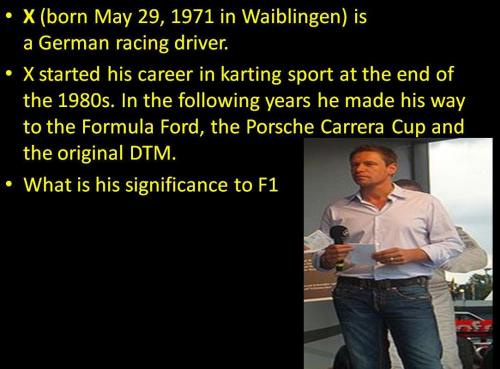 X (born May 29, 1971 in Waiblingen) is
a German racing driver.
X started his career in karting sport at the end of
the 1980s. In the following years he made his way
to the Formula Ford, the Porsche Carrera Cup and
the original DTM.
What is his significance to F1